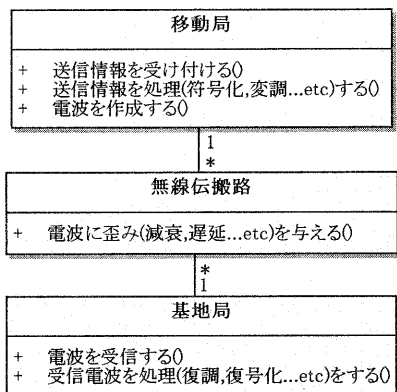 移動局
+ 送信情報を受け付ける()
+ 送信情報を処理(符号化,変調...etc)する()
+ 電波を作成する()
1
*
無線伝搬路
+ 電波に歪み(減衰,遅延...etc)を与える()
*
1
基地局
+ 電波を受信する()
+ 受信電波を処理(復調,復号化...etc)をする()